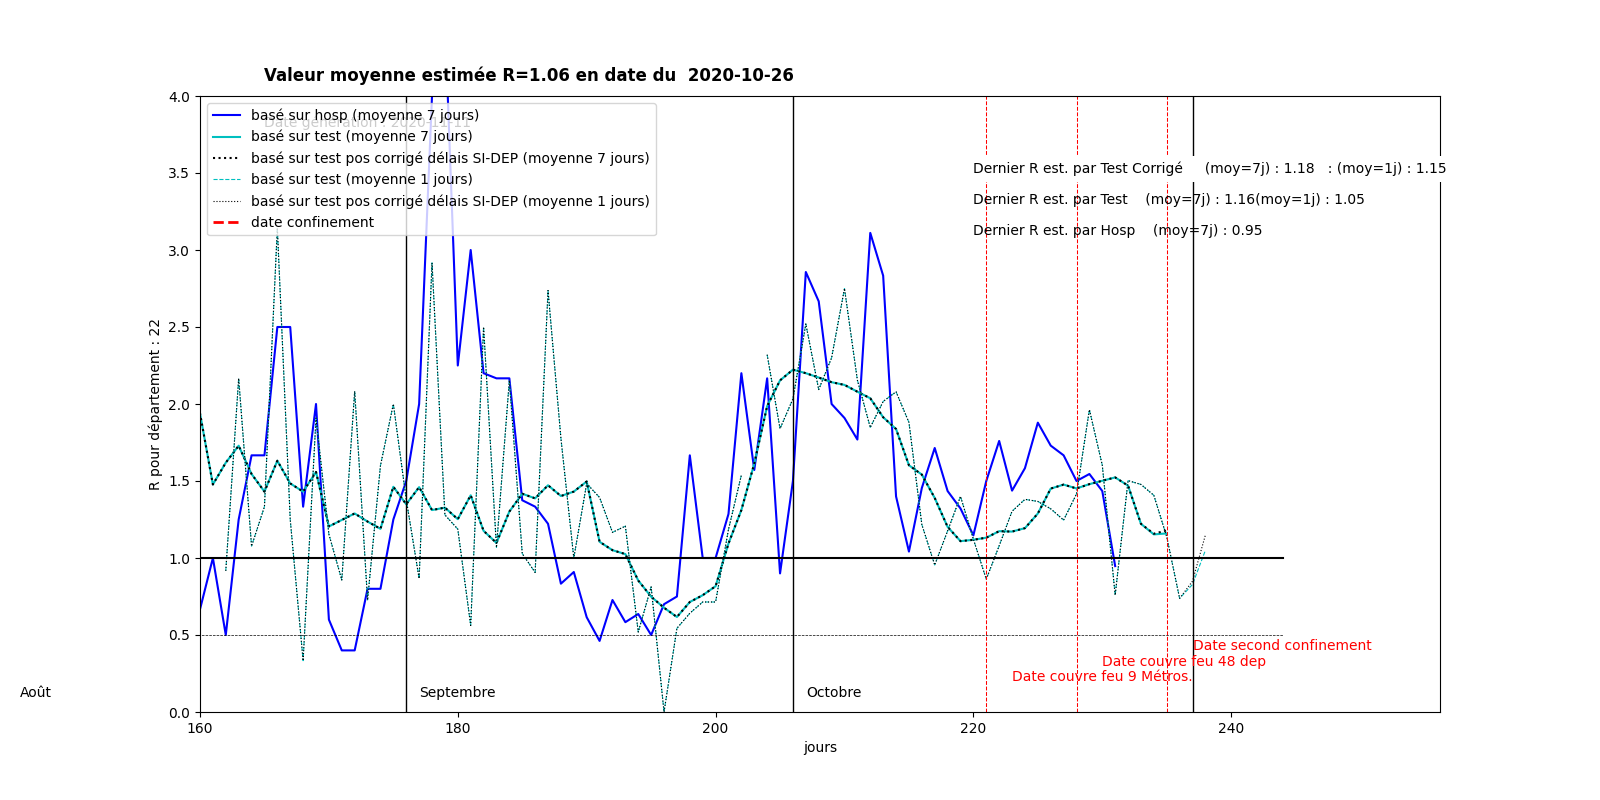 Valeur moyenne estimée R=1.06 en date du  2020-10-26
Date génération : 2020-11-11
basé sur hosp (moyenne 7 jours)
basé sur test (moyenne 7 jours)
basé sur test pos corrigé délais SI-DEP (moyenne 7 jours)
basé sur test (moyenne 1 jours)
basé sur test pos corrigé délais SI-DEP (moyenne 1 jours)
date confinement
Dernier R est. par Test Corrigé     (moy=7j) : 1.18   : (moy=1j) : 1.15
Dernier R est. par Test    (moy=7j) : 1.16(moy=1j) : 1.05
Dernier R est. par Hosp    (moy=7j) : 0.95
R pour département : 22
4.0
3.5
3.0
2.5
2.0
1.5
1.0
0.5
0.0
Date second confinement
Date couvre feu 48 dep
Date couvre feu 9 Métros.
Août
Septembre
Octobre
160
180
200
220
240
jours